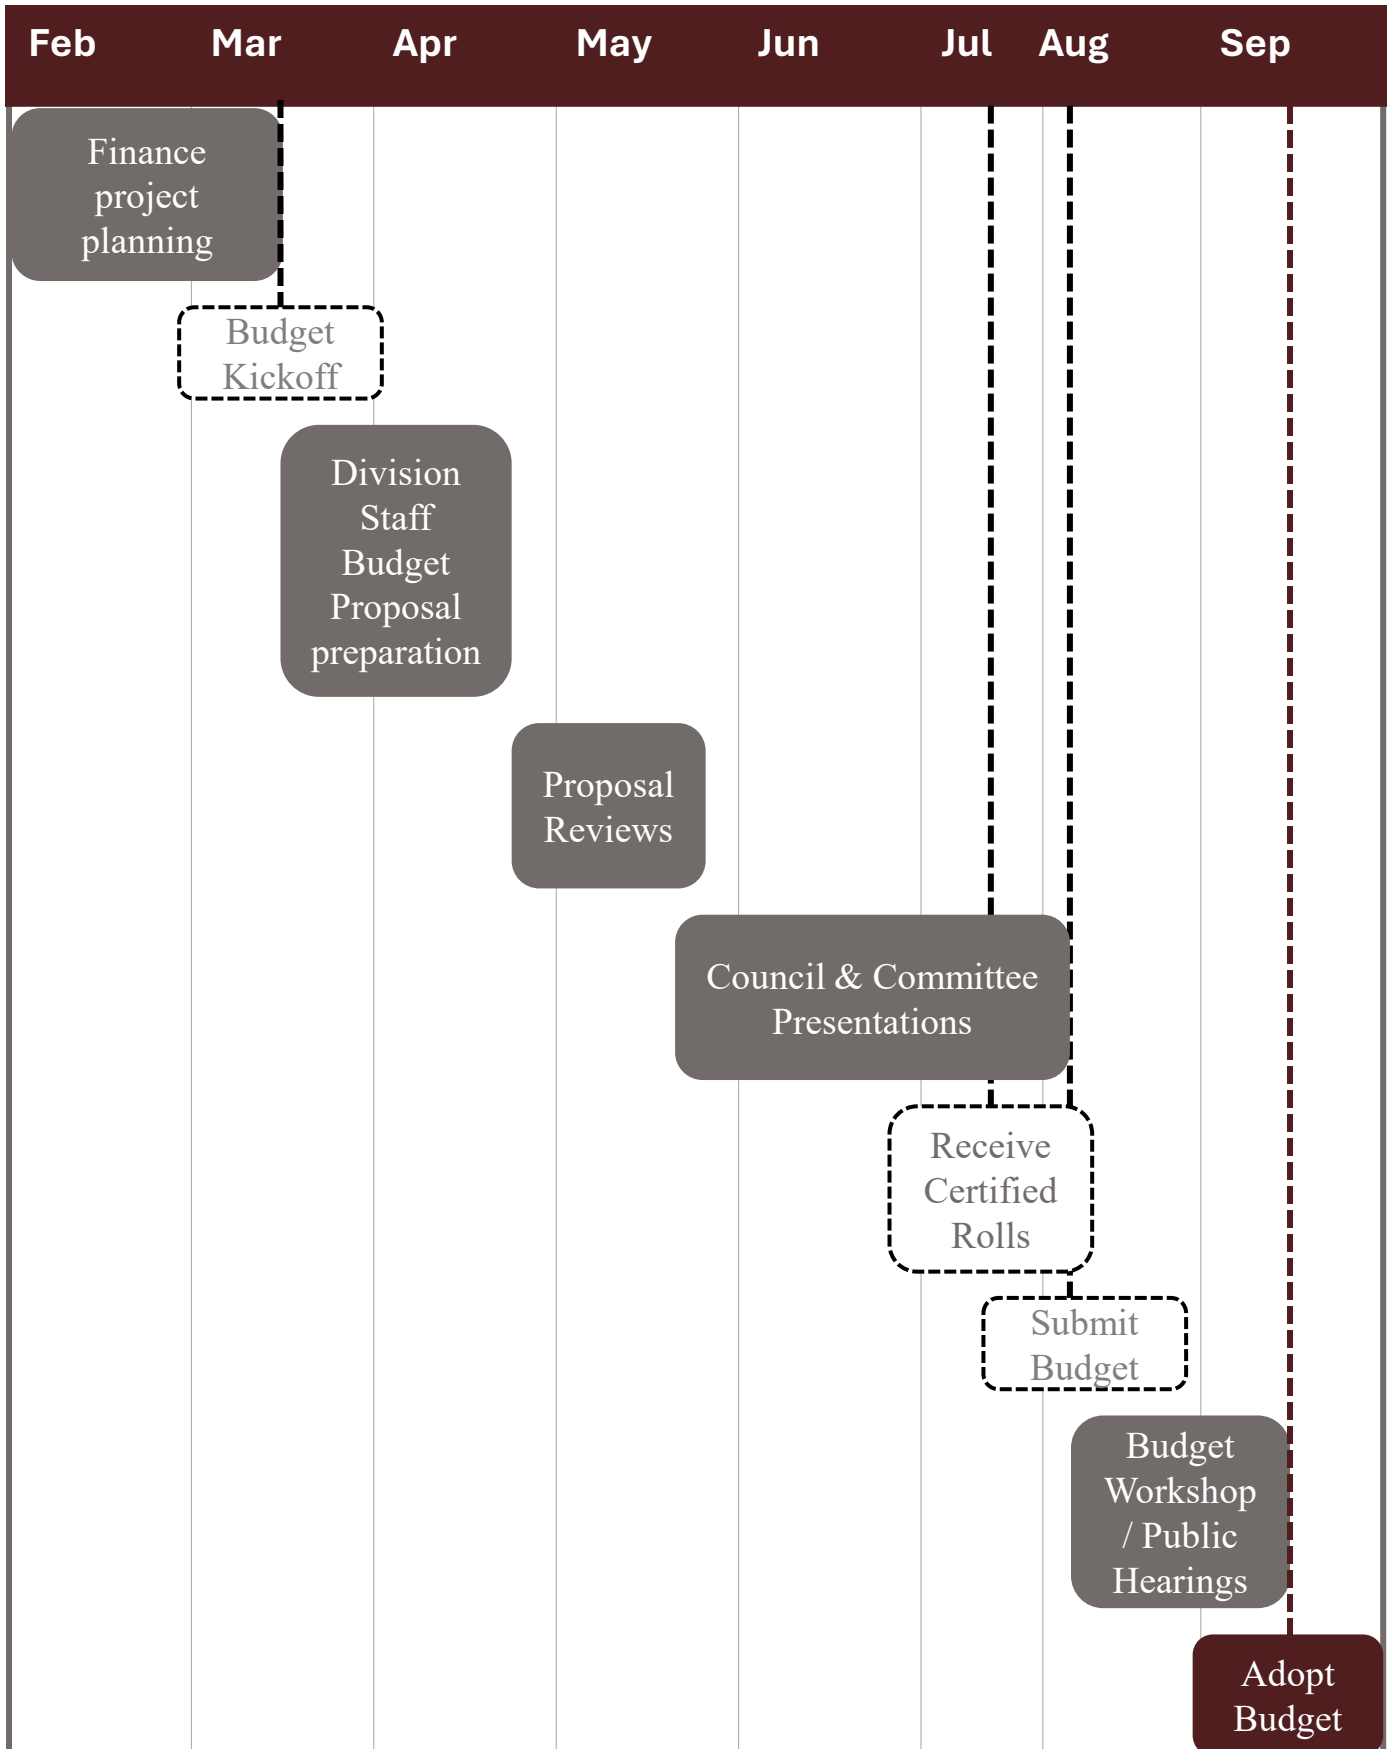 Feb Mar Apr May Jun Jul Aug Sep
Finance
project
planning
Budget
Kickoff
Division
Staff
Budget
Proposal
preparation
Proposal
Reviews
Council & Committee
Presentations
Receive
Certified
Rolls
Submit
Budget
Budget
Workshop
/ Public
Hearings
Adopt
Budget